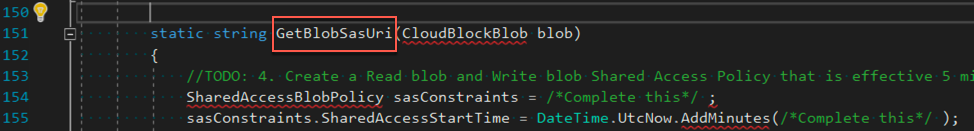 150
151 static string GetBlobSasUri(CloudBlockBlob blob)
152 {
153 //TODO: 4. Create a Read blob and Write blob Shared Access Policy that is effective 5 mi
154 SharedAccessBlobPolicy sasConstraints = /*Complete this*/ ;
155 sasConstraints.SharedAccessStartTime = DateTime.UtcNow.AddMinutes(/*Complete this*/ );